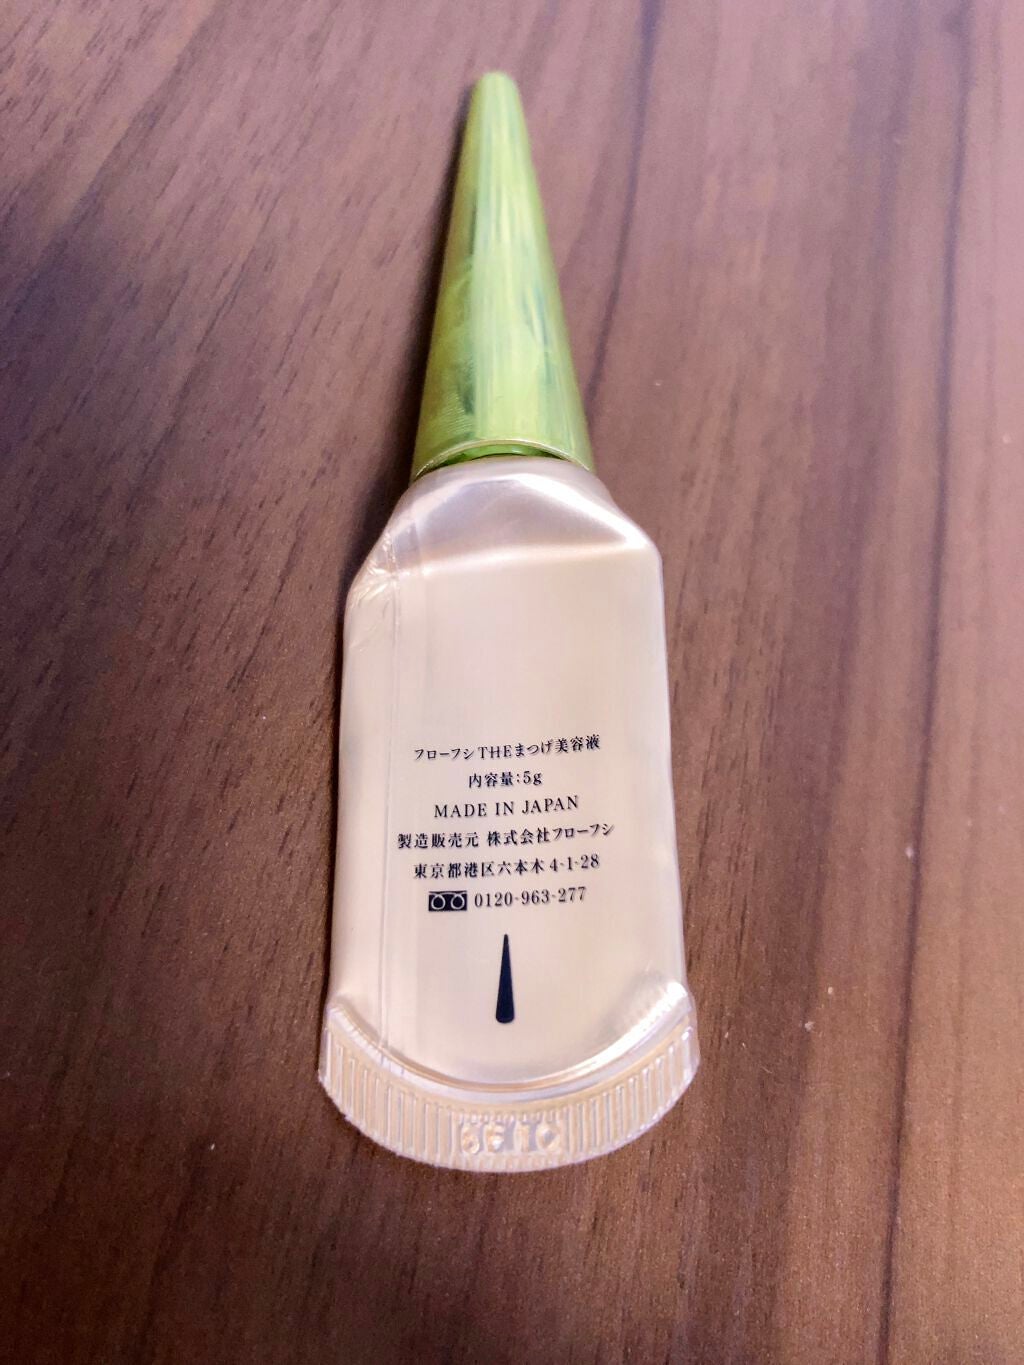 フローフシTHEまつげ美容液
内容量:5g
MADE IN JAPAN
製造販売元 株式会社フローフシ
東京都港区六本木4-1-28
0120-963-277